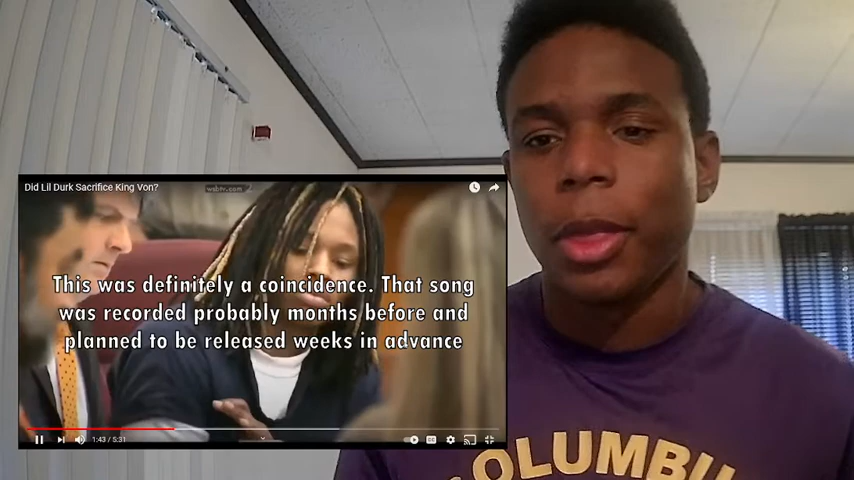 Did Lil Durk Sacrifice King Von?
wsbtv.com
This was definitely a coincidence. That song
was recorded probably months before and
planned to be released weeks in advance
1:43 / 5:31
COLUMBU